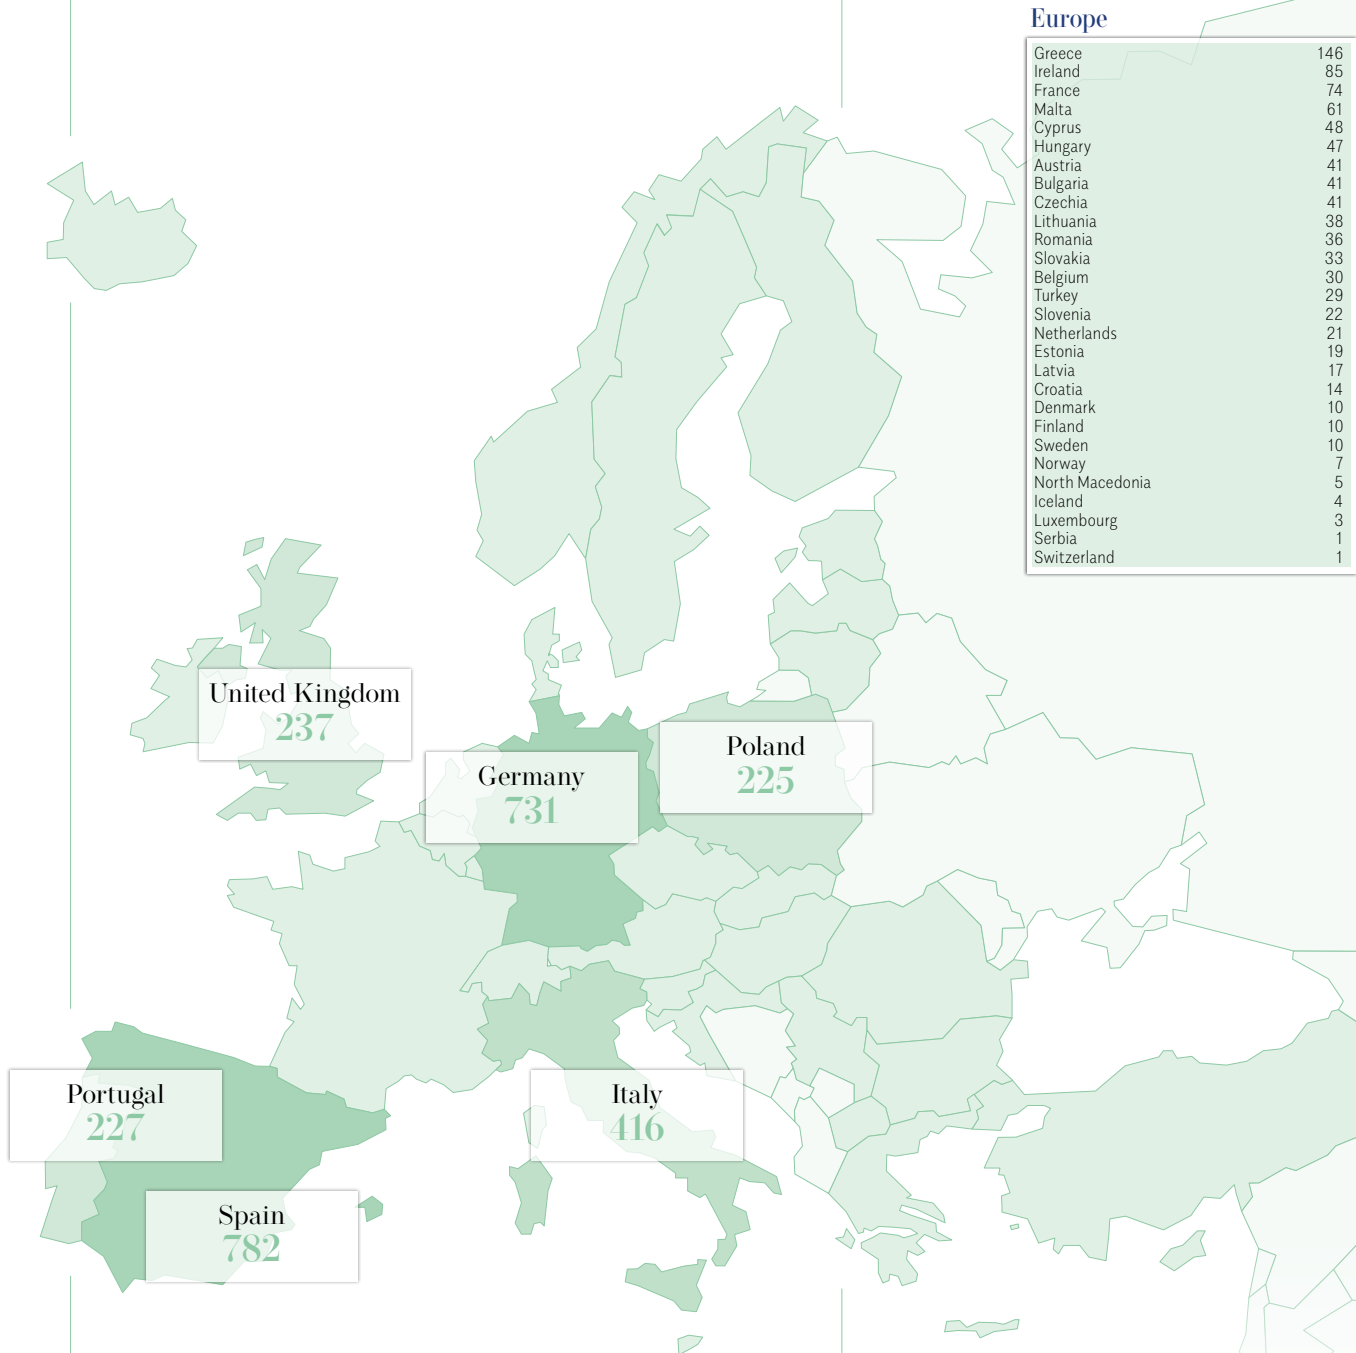 Europe
Greece 146
Ireland 85
France 74
Malta 61
Cyprus 48
Hungary 47
Austria 41
Bulgaria 41
Czechia 41
Lithuania 38
Romania 36
Slovakia 33
Belgium 30
Turkey 29
Slovenia 22
Netherlands 21
Estonia 19
Latvia 17
Croatia 14
Denmark 10
Finland 10
Sweden 10
Norway 7
North Macedonia 5
Iceland 4
Luxembourg 3
Serbia 1
Switzerland 1
United Kingdom
237
Poland
225
Germany
731
Portugal
227
Italy
416
Spain
782